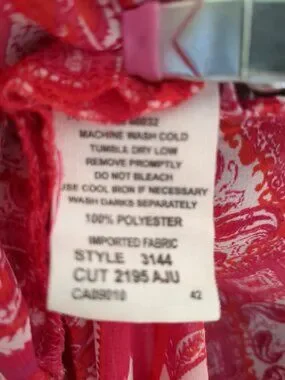 MACHINE WASH COLD
TUMBLE DRY LOW
REMOVE PROMPTLY
DO NOT BLEACH
USE COOL IRON IF NECESSARY
WASH DARKS SEPARATELY
100% POLYESTER
IMPORTED FABRIC
STYLE 3144
CUT 2195 AJU
CA09010 42